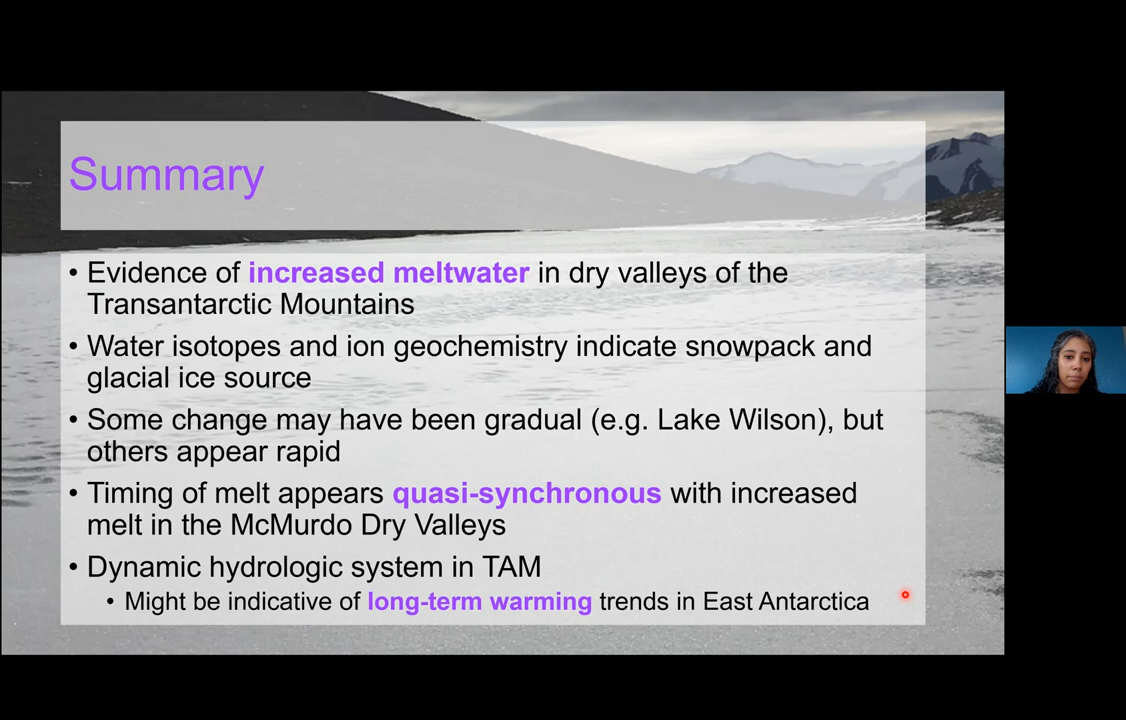 Summary
• Evidence of increased meltwater in dry valleys of the
Transantarctic Mountains
• Water isotopes and ion geochemistry indicate snowpack and
glacial ice source
• Some change may have been gradual (e.g. Lake Wilson), but
others appear rapid
• Timing of melt appears quasi-synchronous with increased
melt in the McMurdo Dry Valleys
• Dynamic hydrologic system in TAM
• Might be indicative of long-term warming trends in East Antarctica